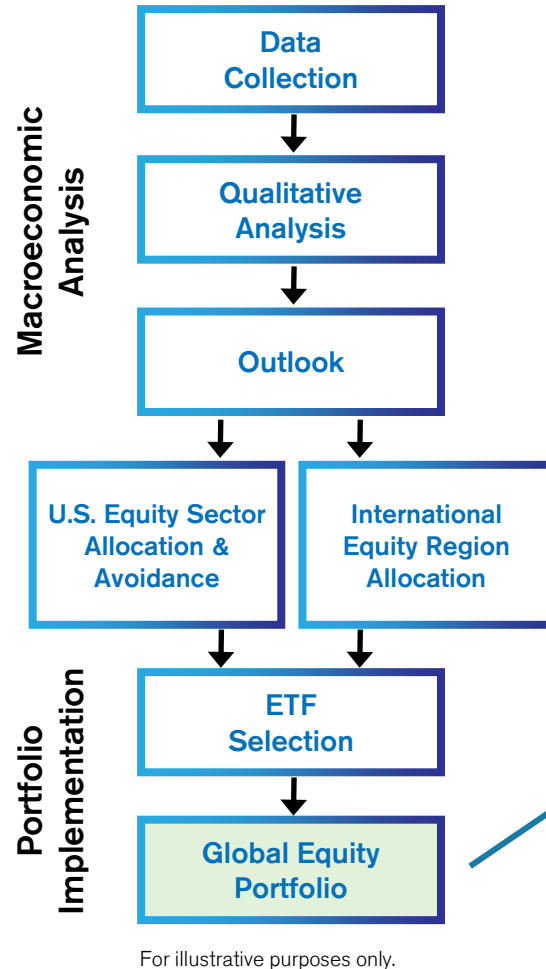 Macroeconomic
Analysis
Data
Collection
Qualitative
Analysis
Outlook
U.S. Equity Sector
Allocation &
Avoidance
International
Equity Region
Allocation
Portfolio
Implementation
ETF
Selection
Global Equity
Portfolio
For illustrative purposes only.